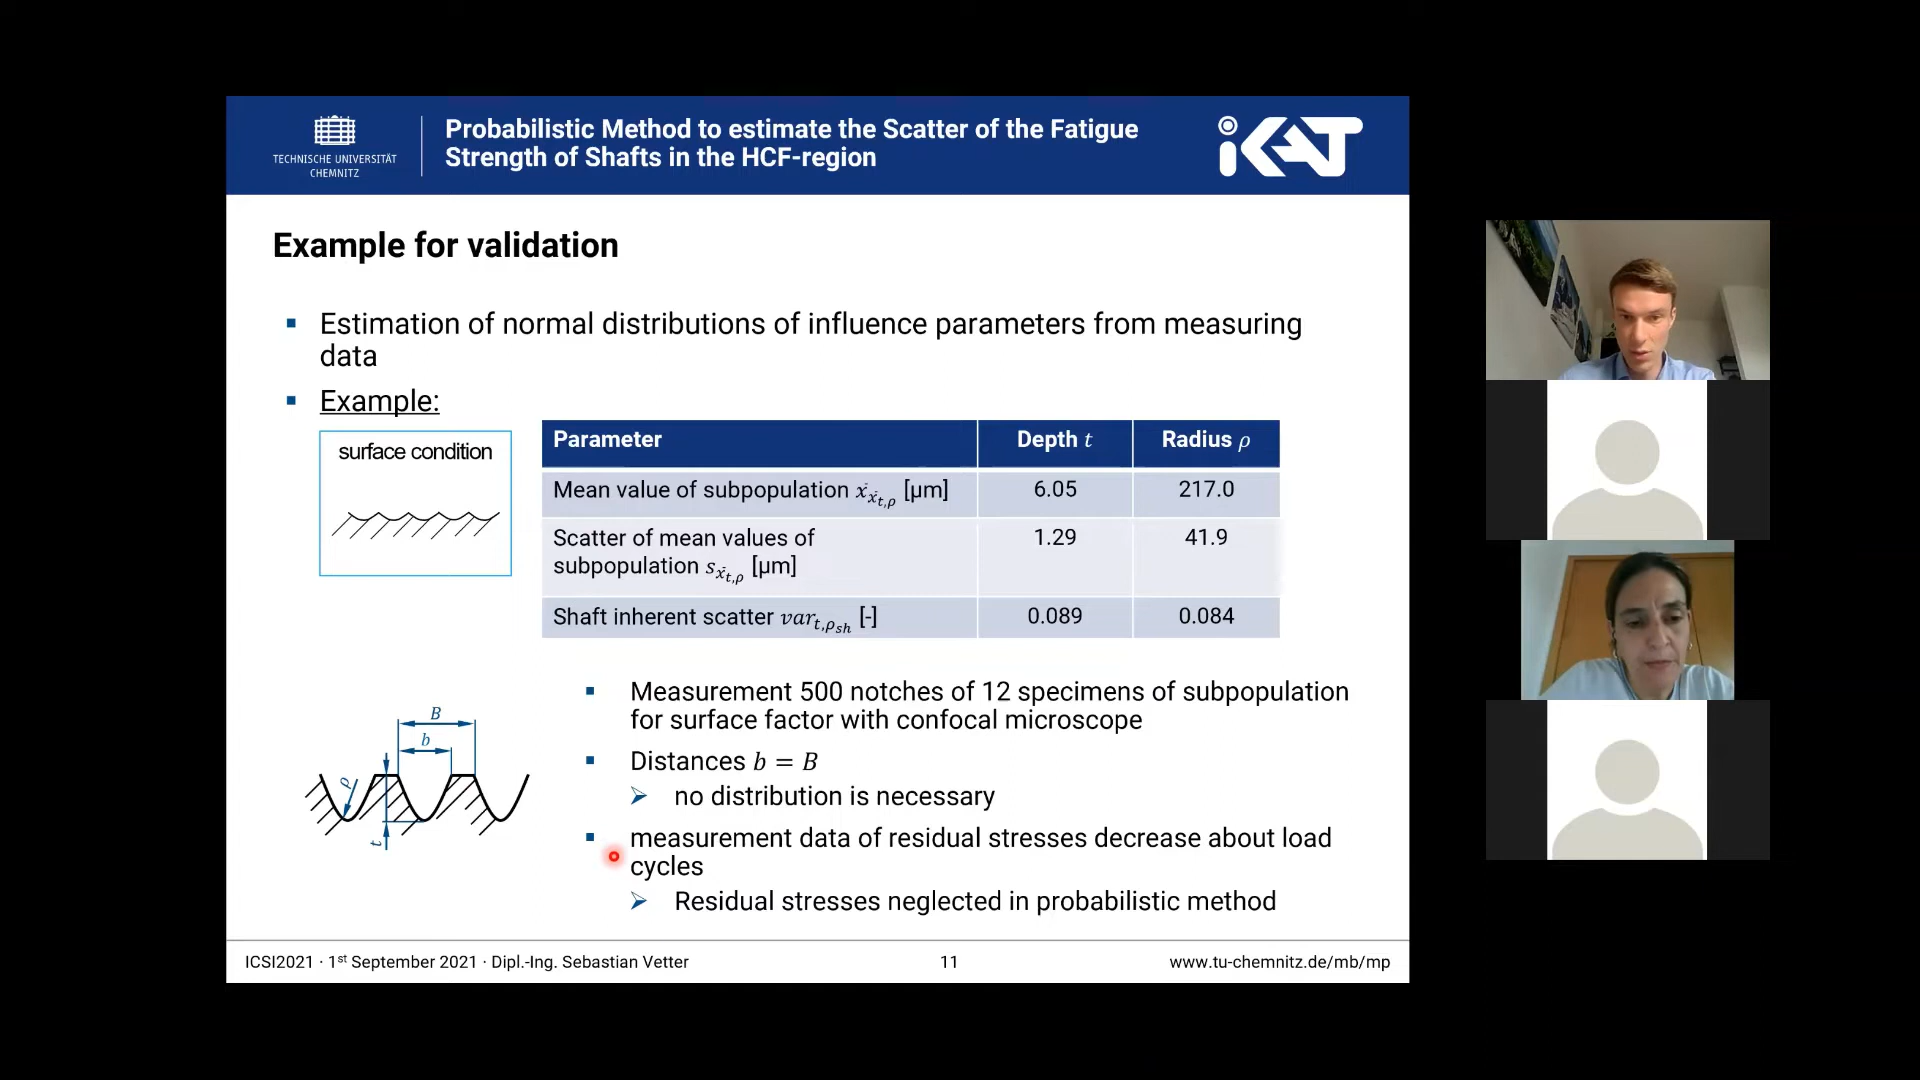 TECHNISCHE UNIVERSITÄT
CHEMNITZ
Probabilistic Method to estimate the Scatter of the Fatigue
Strength of Shafts in the HCF-region
iKAT
Example for validation
▪ Estimation of normal distributions of influence parameters from measuring
data
▪ Example:
surface condition
Parameter Depth t Radius ρ
Mean value of subpopulation x̄_x̄t,ρ [µm] 6.05 217.0
Scatter of mean values of
subpopulation s_x̄t,ρ [µm] 1.29 41.9
Shaft inherent scatter var_t,ρsh [-] 0.089 0.084
B
b
ρ
t
▪ Measurement 500 notches of 12 specimens of subpopulation
for surface factor with confocal microscope
▪ Distances b = B
➢ no distribution is necessary
▪ measurement data of residual stresses decrease about load
cycles
➢ Residual stresses neglected in probabilistic method
ICSI2021 · 1st September 2021 · Dipl.-Ing. Sebastian Vetter
11
www.tu-chemnitz.de/mb/mp